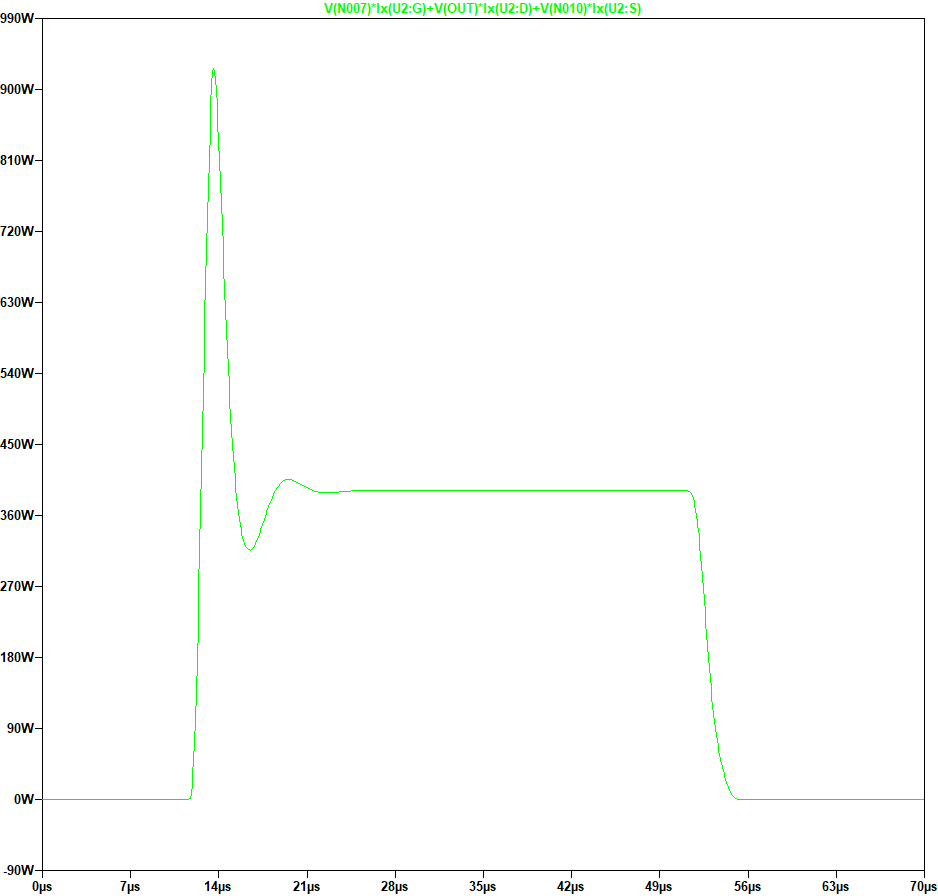 V(N007)*Ix(U2:G)+V(OUT)*Ix(U2:D)+V(N010)*Ix(U2:S)
990W
900W
810W
720W
630W
540W
450W
360W
270W
180W
90W
0W
-90W
0µs 7µs 14µs 21µs 28µs 35µs 42µs 49µs 56µs 63µs 70µs